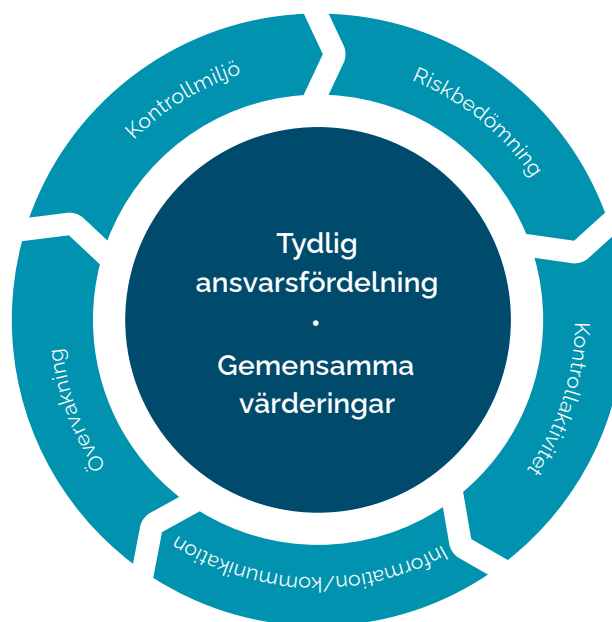 Kontrollmiljö
Riskbedömning
Tydlig
ansvarsfördelning
·
Gemensamma
värderingar
Kontrollaktivitet
Information/kommunikation
Övervakning